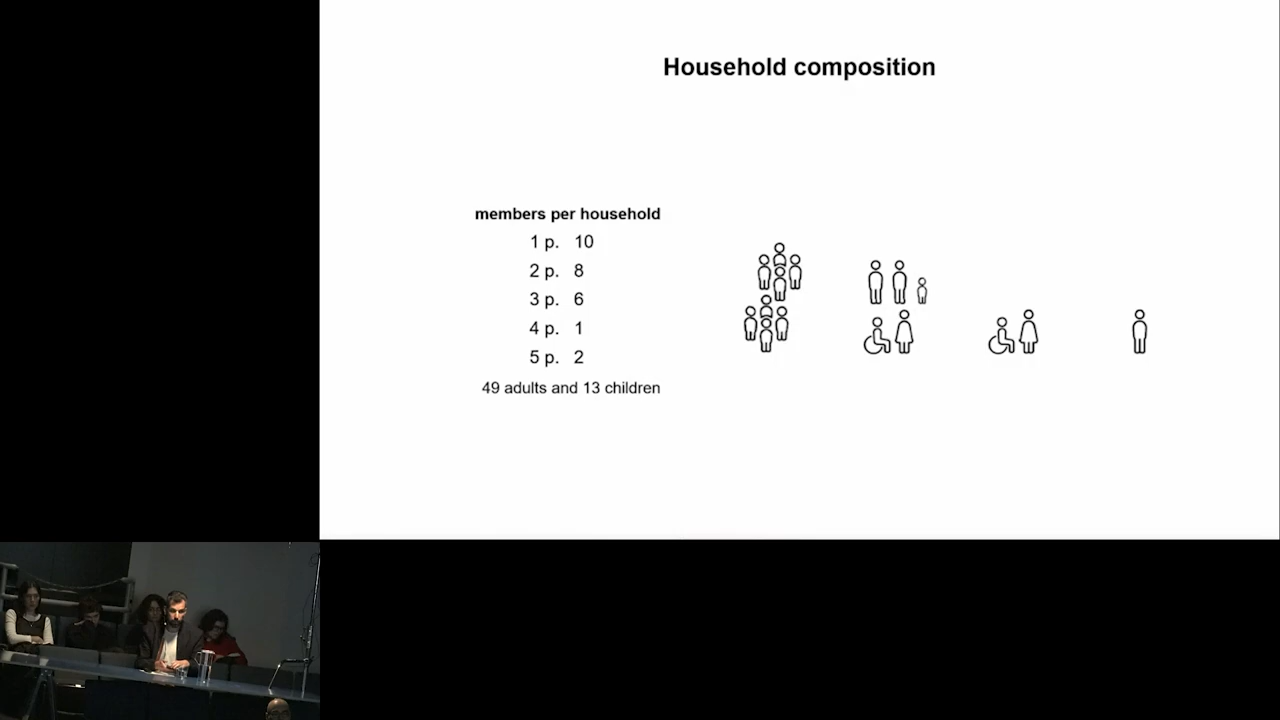 Household composition
members per household
1 p. 10
2 p. 8
3 p. 6
4 p. 1
5 p. 2
49 adults and 13 children